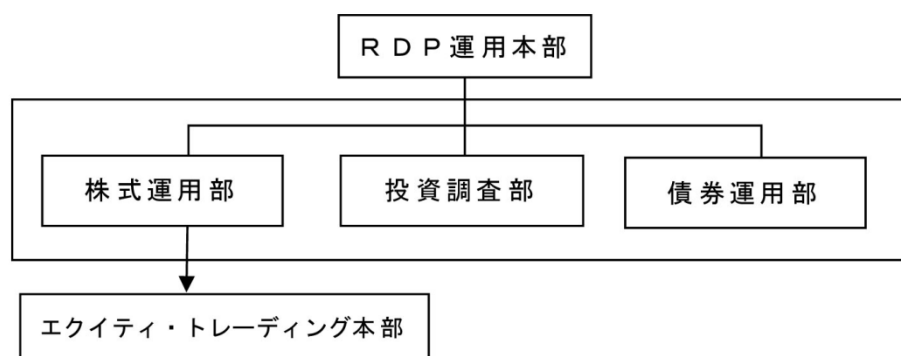 ＲＤＰ運用本部
株式運用部
投資調査部
債券運用部
エクイティ・トレーディング本部